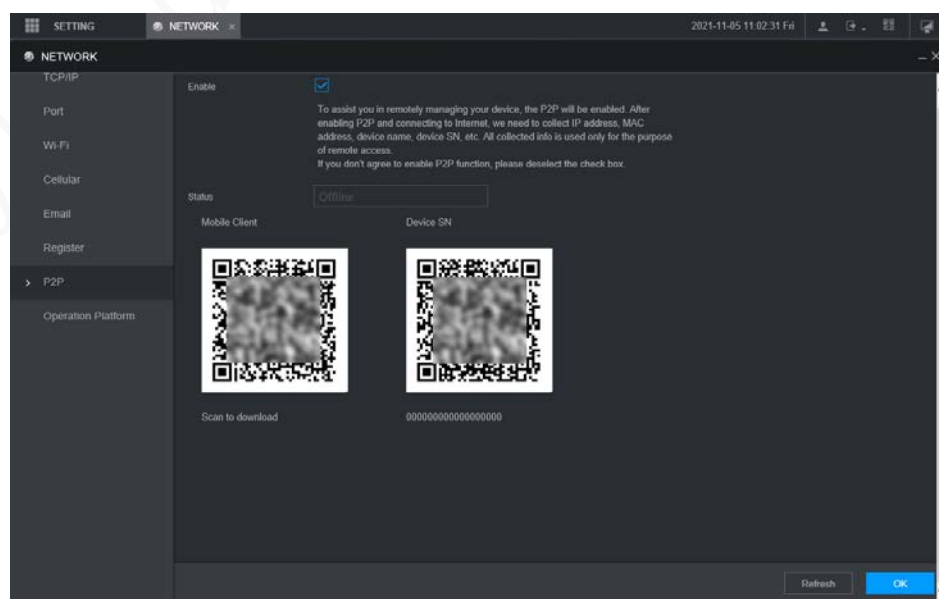 SETTING
NETWORK ×
2021-11-05 11:02:31 Fri
NETWORK
TCP/IP
Port
Wi-Fi
Cellular
Email
Register
P2P
Operation Platform
Enable
To assist you in remotely managing your device, the P2P will be enabled. After
enabling P2P and connecting to Internet, we need to collect IP address, MAC
address, device name, device SN, etc. All collected info is used only for the purpose
of remote access.
If you don't agree to enable P2P function, please deselect the check box.
Status
Offline
Mobile Client
Device SN
Scan to download
000000000000000000
Refresh
OK